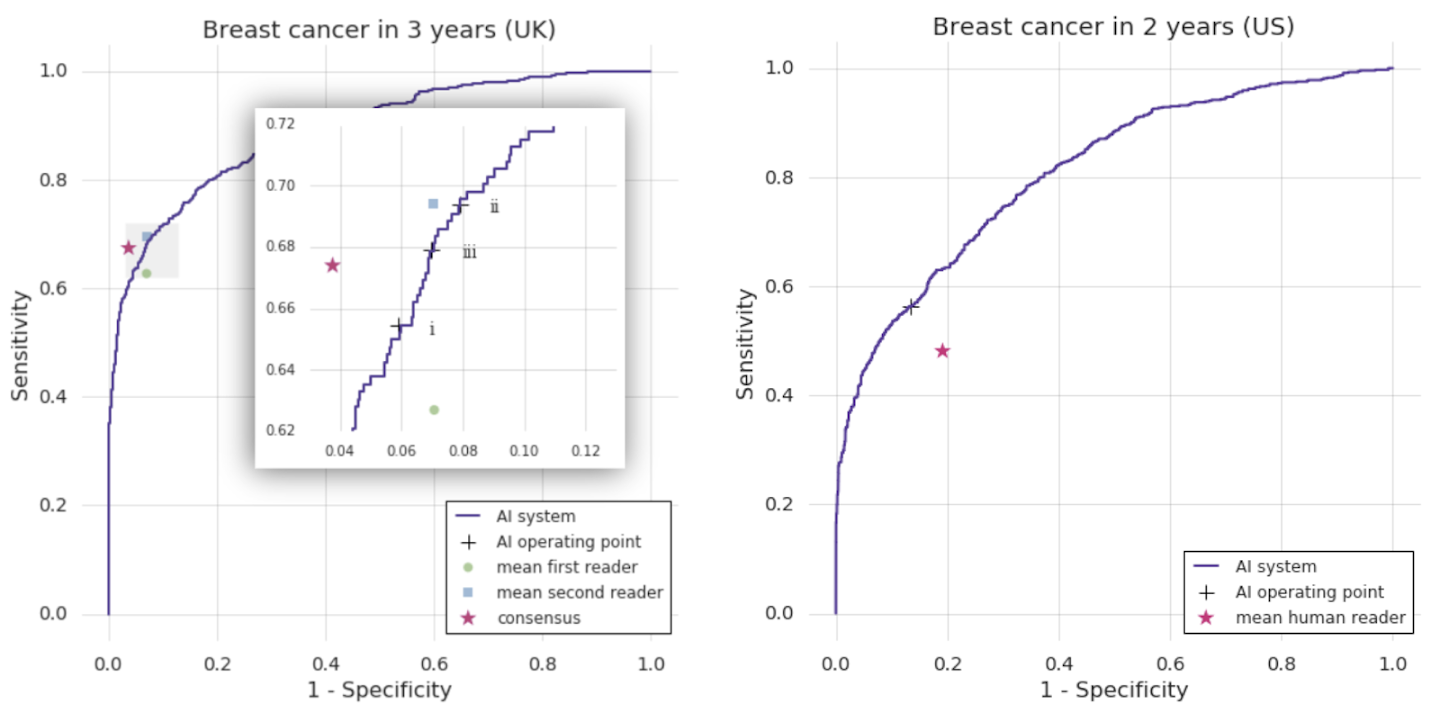 Breast cancer in 3 years (UK)
1.0
0.8
0.6
0.4
0.2
0.0
Sensitivity
0.0 0.2 0.4 0.6 0.8 1.0
1 - Specificity
0.72
0.70
0.68
0.66
0.64
0.62
0.04 0.06 0.08 0.10 0.12
ii
iii
i
AI system
AI operating point
mean first reader
mean second reader
consensus
Breast cancer in 2 years (US)
1.0
0.8
0.6
0.4
0.2
0.0
Sensitivity
0.0 0.2 0.4 0.6 0.8 1.0
1 - Specificity
AI system
AI operating point
mean human reader